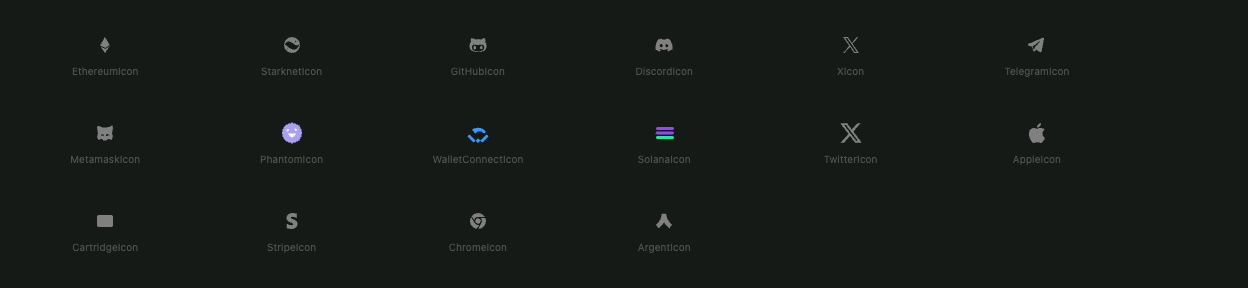 EthereumIcon StarknetIcon GitHubIcon DiscordIcon XIcon TelegramIcon
MetamaskIcon PhantomIcon WalletConnectIcon SolanaIcon TwitterIcon AppleIcon
CartridgeIcon StripeIcon ChromeIcon ArgentIcon